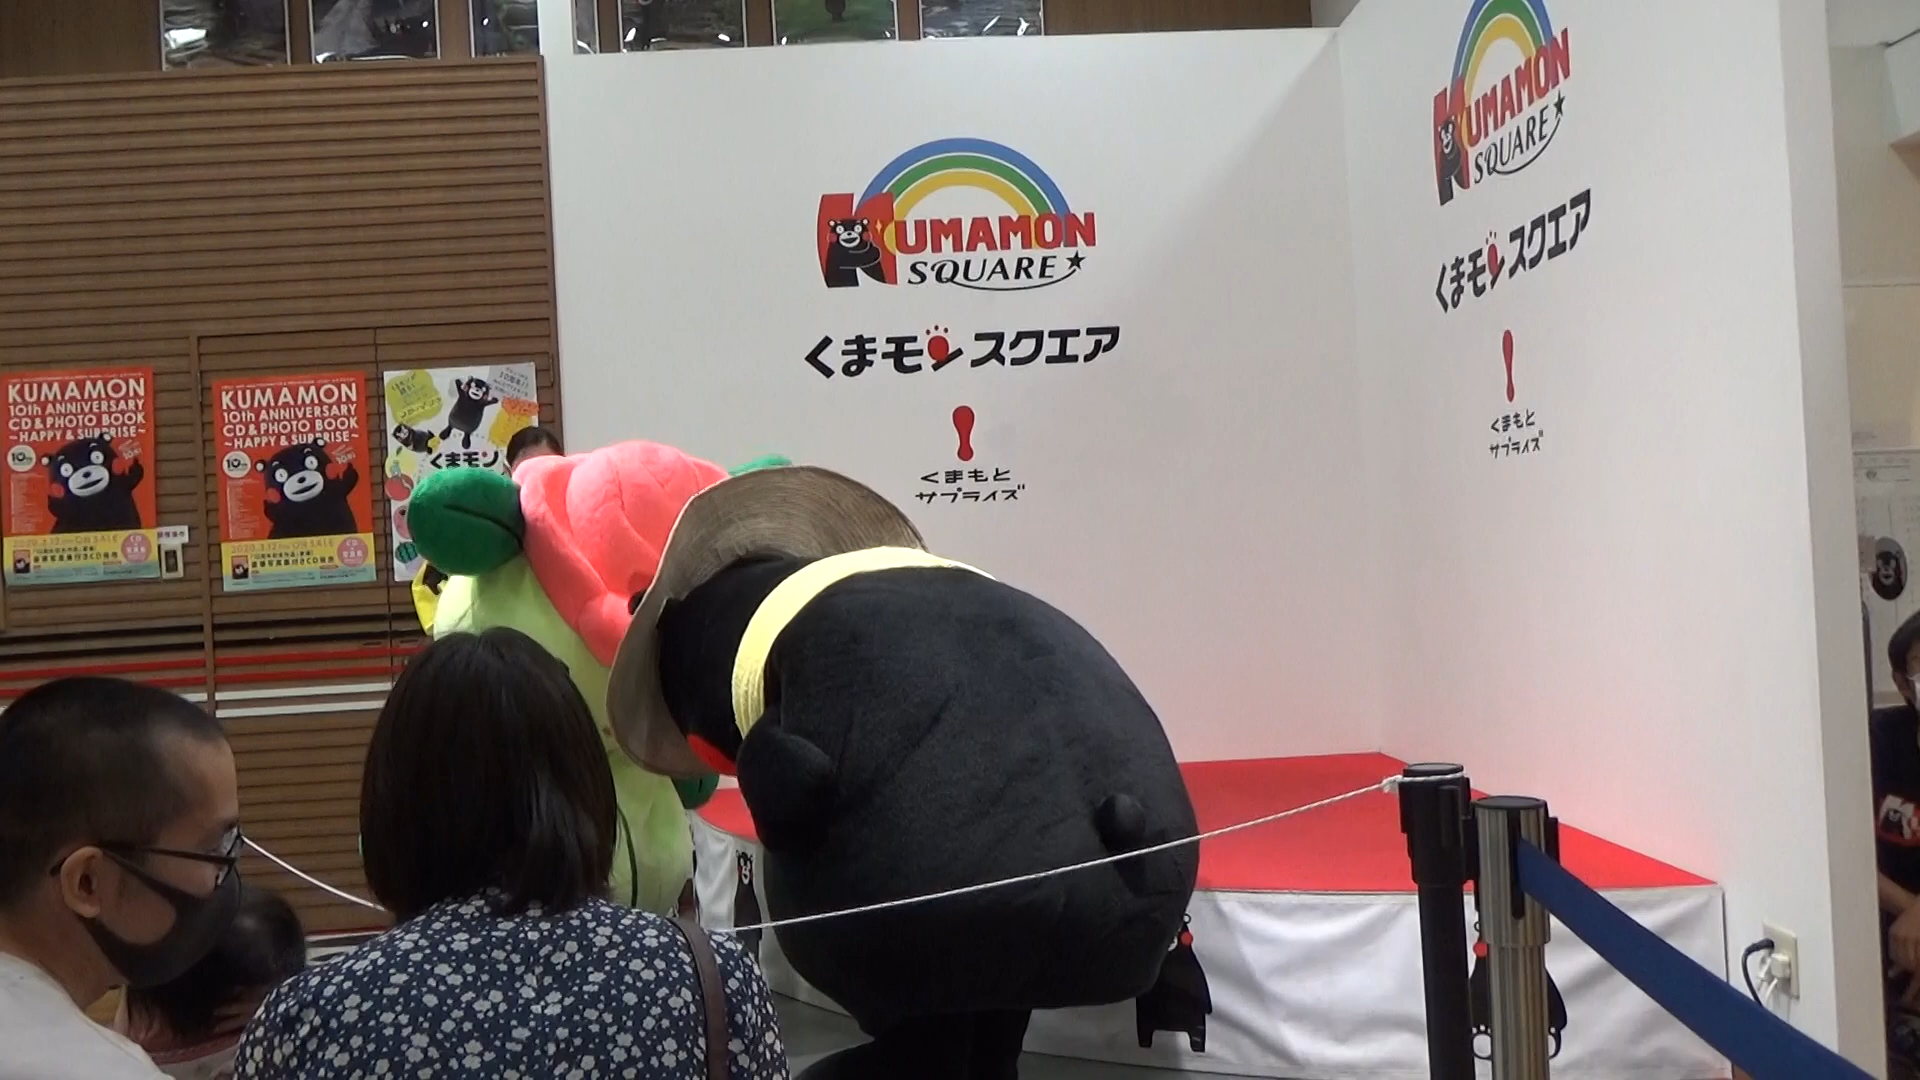 KUMAMON
SQUARE
くまモンスクエア
くまもと
サプライズ
KUMAMON
SQUARE
くまモンスクエア
くまもと
サプライズ
KUMAMON
10th ANNIVERSARY
CD & PHOTO BOOK
~HAPPY & SURPRISE~
KUMAMON
10th ANNIVERSARY
CD & PHOTO BOOK
~HAPPY & SURPRISE~
くまモン